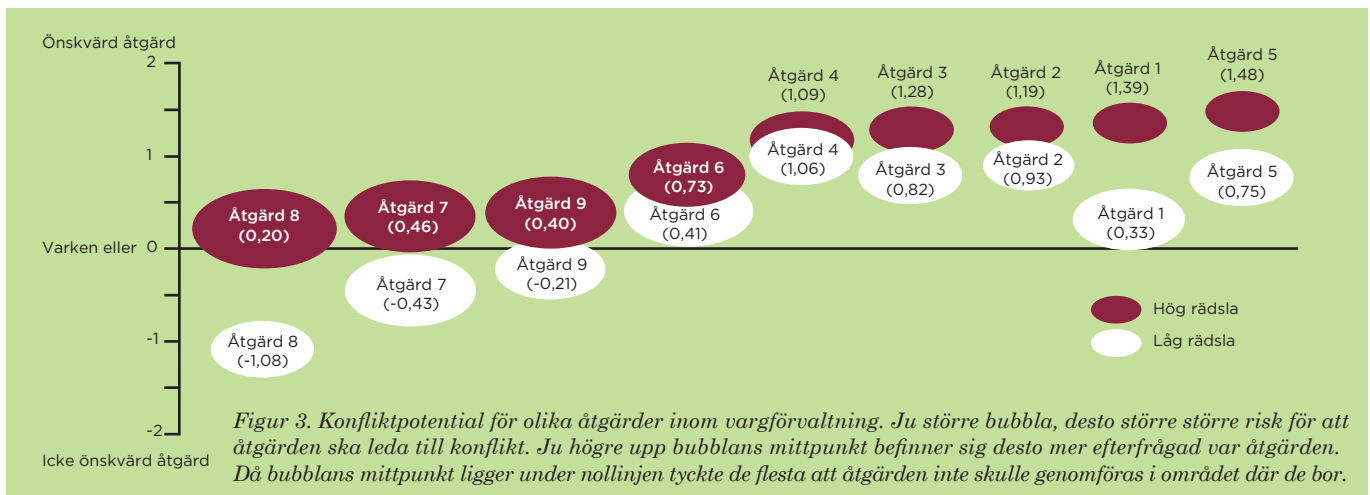 Önskvärd åtgärd
2
1
Varken eller 0
-1
-2
Icke önskvärd åtgärd
Åtgärd 8
(0,20)
Åtgärd 8
(-1,08)
Åtgärd 7
(0,46)
Åtgärd 7
(-0,43)
Åtgärd 9
(0,40)
Åtgärd 9
(-0,21)
Åtgärd 6
(0,73)
Åtgärd 6
(0,41)
Åtgärd 4
(1,09)
Åtgärd 4
(1,06)
Åtgärd 3
(1,28)
Åtgärd 3
(0,82)
Åtgärd 2
(1,19)
Åtgärd 2
(0,93)
Åtgärd 1
(1,39)
Åtgärd 1
(0,33)
Åtgärd 5
(1,48)
Åtgärd 5
(0,75)
Hög rädsla
Låg rädsla
Figur 3. Konfliktpotential för olika åtgärder inom vargförvaltning. Ju större bubbla, desto större större risk för att
åtgärden ska leda till konflikt. Ju högre upp bubblans mittpunkt befinner sig desto mer efterfrågad var åtgärden.
Då bubblans mittpunkt ligger under nollinjen tyckte de flesta att åtgärden inte skulle genomföras i området där de bor.